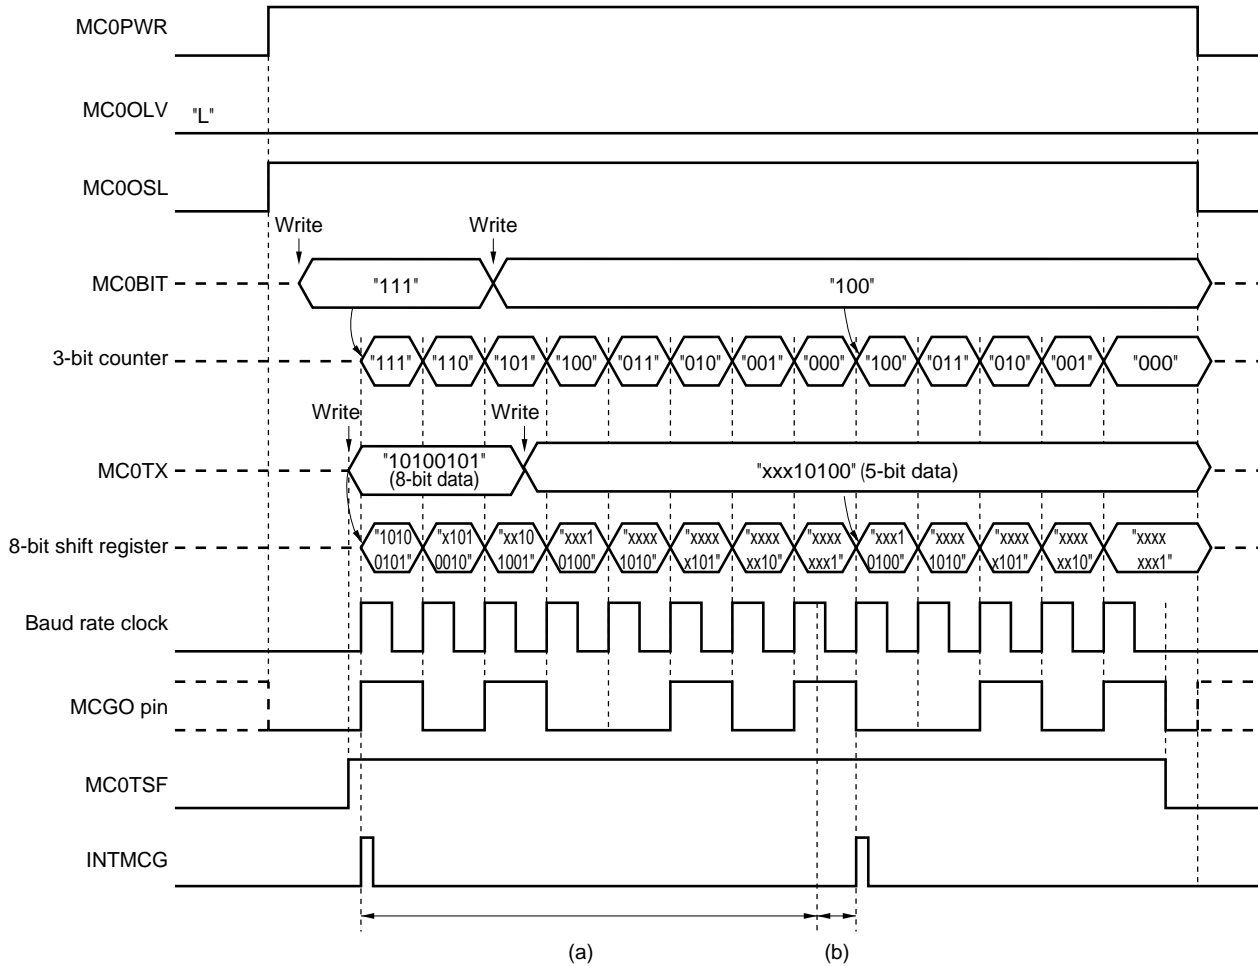 MC0PWR
MC0OLV "L"
MC0OSL
Write Write
MC0BIT "111" "100"
3-bit counter "111" "110" "101" "100" "011" "010" "001" "000" "100" "011" "010" "001" "000"
Write Write
MC0TX "10100101" (8-bit data) "xxx10100" (5-bit data)
8-bit shift register "1010 "x101 "xx10 "xxx1 "xxxx "xxxx "xxxx "xxxx "xxx1 "xxxx "xxxx "xxxx "xxxx
0101" 0010" 1001" 0100" 1010" x101" xx10" xxx1" 0100" 1010" x101" xx10" xxx1"
Baud rate clock
MCGO pin
MC0TSF
INTMCG
(a) (b)